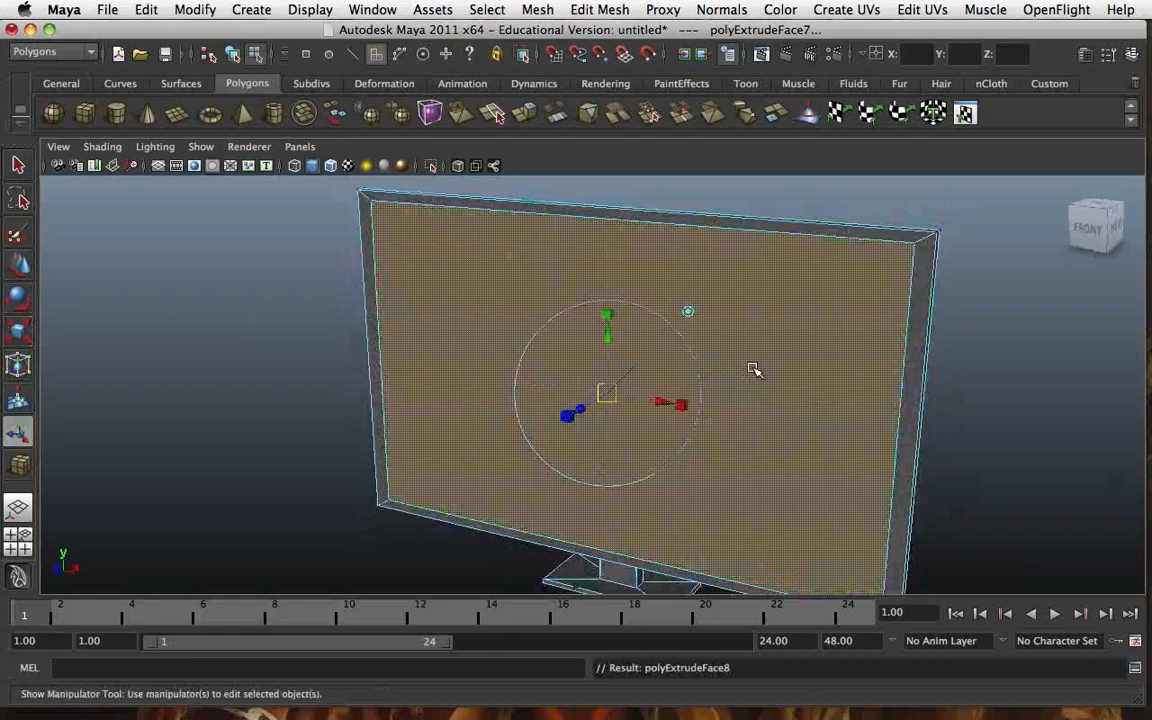 Maya File Edit Modify Create Display Window Assets Select Mesh Edit Mesh Proxy Normals Color Create UVs Edit UVs Muscle OpenFlight Help
Autodesk Maya 2011 x64 - Educational Version: untitled* --- polyExtrudeFace7...
Polygons X: Y: Z:
General Curves Surfaces Polygons Subdivs Deformation Animation Dynamics Rendering PaintEffects Toon Muscle Fluids Fur Hair nCloth Custom
View Shading Lighting Show Renderer Panels
FRONT
y
2 4 6 8 10 12 14 16 18 20 22 24
1 1.00
1.00 1.00 1 24 24.00 48.00 No Anim Layer No Character Set
MEL // Result: polyExtrudeFace8
Show Manipulator Tool: Use manipulator(s) to edit selected object(s).